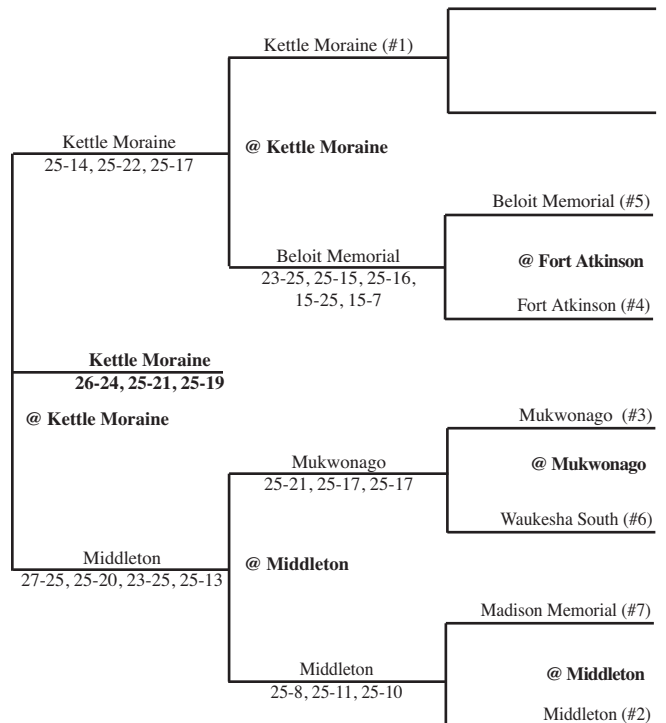 Kettle Moraine (#1)
Kettle Moraine
25-14, 25-22, 25-17
@ Kettle Moraine
Beloit Memorial (#5)
Beloit Memorial
23-25, 25-15, 25-16,
15-25, 15-7
@ Fort Atkinson
Fort Atkinson (#4)
Kettle Moraine
26-24, 25-21, 25-19
@ Kettle Moraine
Mukwonago (#3)
Mukwonago
25-21, 25-17, 25-17
@ Mukwonago
Waukesha South (#6)
Middleton
27-25, 25-20, 23-25, 25-13
@ Middleton
Madison Memorial (#7)
Middleton
25-8, 25-11, 25-10
@ Middleton
Middleton (#2)